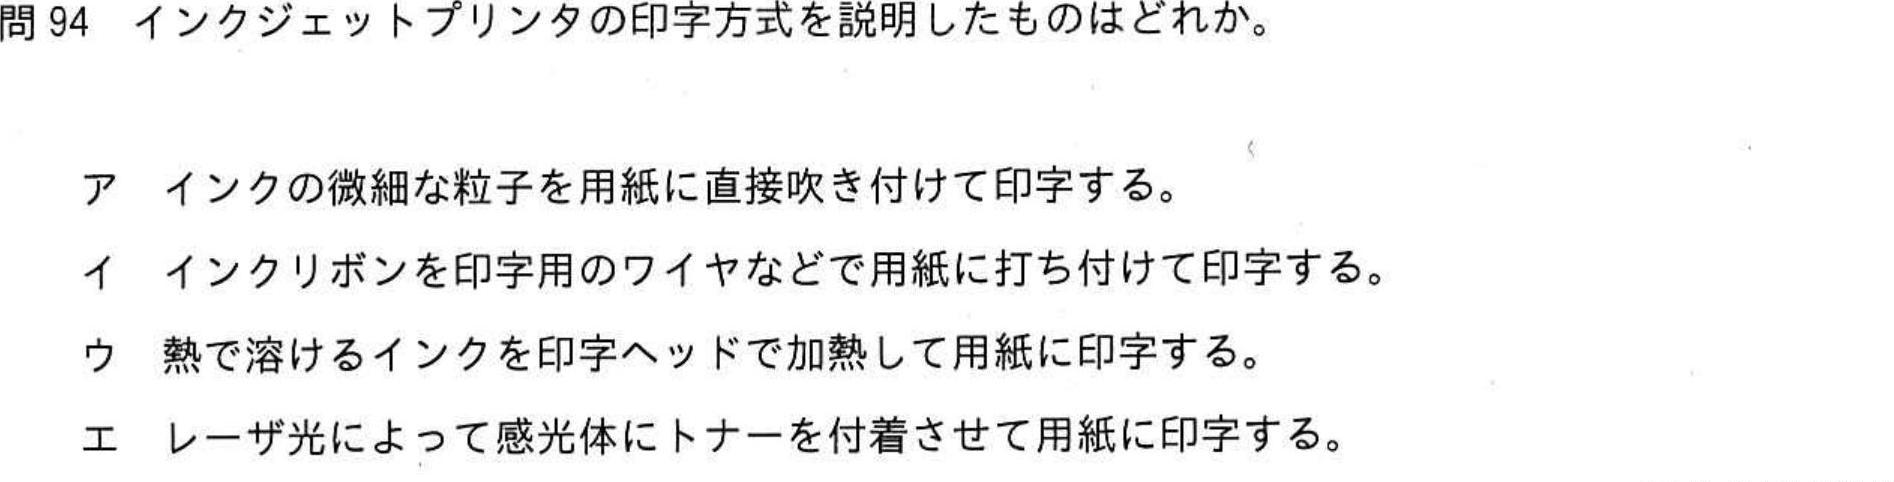 問94 インクジェットプリンタの印字方式を説明したものはどれか。
ア インクの微細な粒子を用紙に直接吹き付けて印字する。
イ インクリボンを印字用のワイヤなどで用紙に打ち付けて印字する。
ウ 熱で溶けるインクを印字ヘッドで加熱して用紙に印字する。
エ レーザ光によって感光体にトナーを付着させて用紙に印字する。